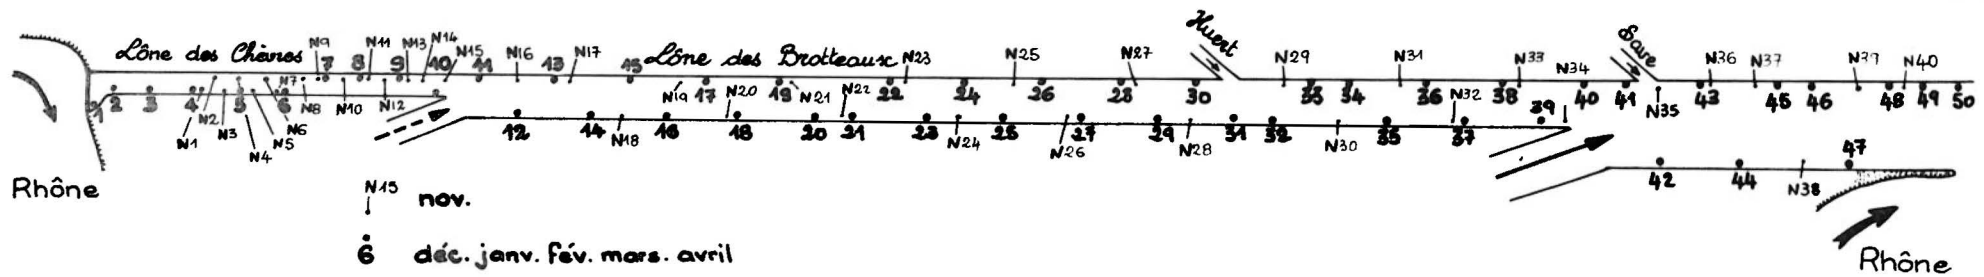 Lône des Chèvres N9 7 8 N11 9 N13 N14 10 N15 11 N16 13 N17 15 Lône des Brotteaux N23 N25 N27 Huert N29 N31 N33 N34 Save N36 N37 N39 N40
1 2 3 4 N1 N2 N3 5 N4 6 N5 N6 N7 N8 N10 N12 N19 17 N20 19 N21 N22 22 24 26 28 30 33 34 36 N32 38 39 40 41 N35 43 45 46 48 49 50
12 14 N18 16 18 20 21 23 N24 25 N26 27 29 N28 31 32 N30 35 37
42 44 N38 47
Rhône
N15 nov.
6 déc. janv. fév. mars. avril
Rhône